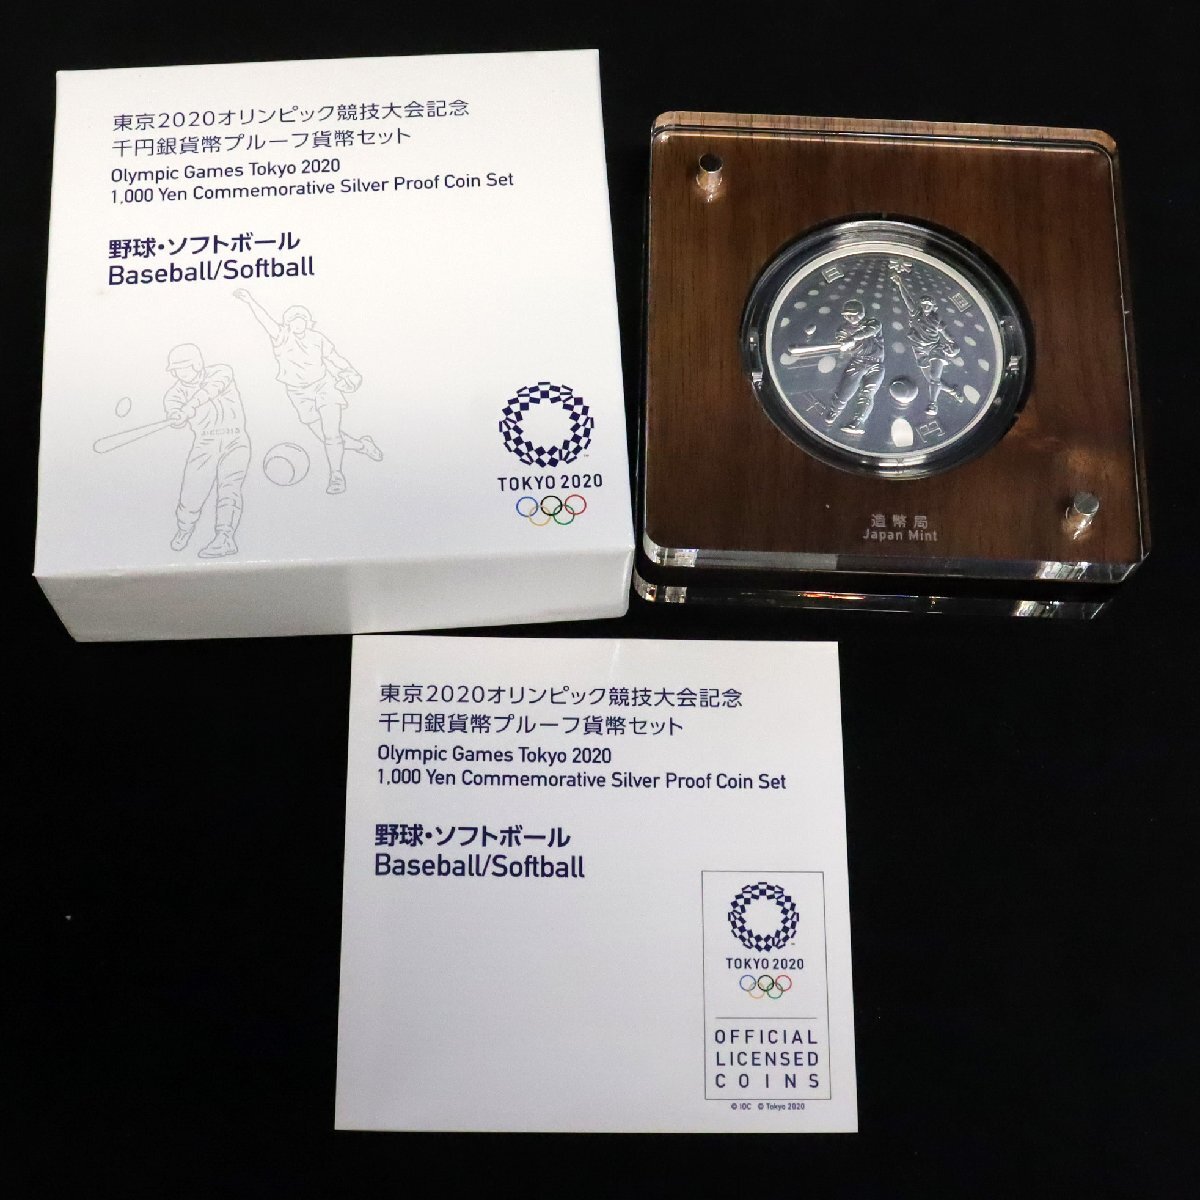 東京2020オリンピック競技大会記念
千円銀貨幣プルーフ貨幣セット
Olympic Games Tokyo 2020
1,000 Yen Commemorative Silver Proof Coin Set
野球・ソフトボール
Baseball/Softball
TOKYO 2020
日本国
千円
造幣局
Japan Mint
東京2020オリンピック競技大会記念
千円銀貨幣プルーフ貨幣セット
Olympic Games Tokyo 2020
1,000 Yen Commemorative Silver Proof Coin Set
野球・ソフトボール
Baseball/Softball
TOKYO 2020
OFFICIAL
LICENSED
COINS
© IOC © Tokyo 2020